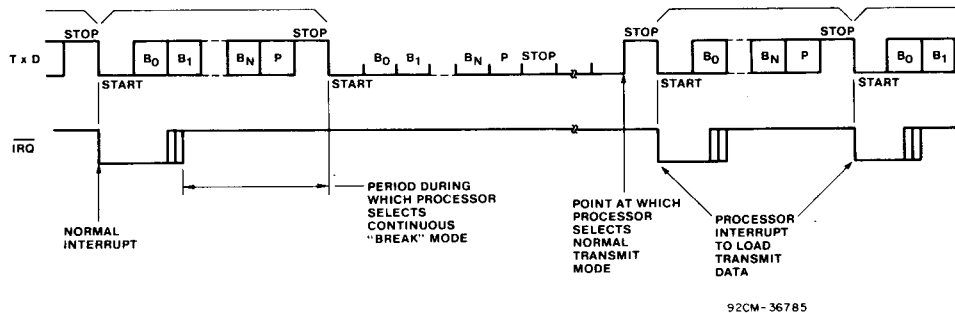 STOP STOP STOP STOP
T x D B0 B1 BN P B0 B1 BN P STOP B0 BN P B0 B1
START START START START
IRQ
NORMAL
INTERRUPT
PERIOD DURING
WHICH PROCESSOR
SELECTS
CONTINUOUS
"BREAK" MODE
POINT AT WHICH
PROCESSOR
SELECTS
NORMAL
TRANSMIT
MODE
PROCESSOR
INTERRUPT
TO LOAD
TRANSMIT
DATA
92CM-36785